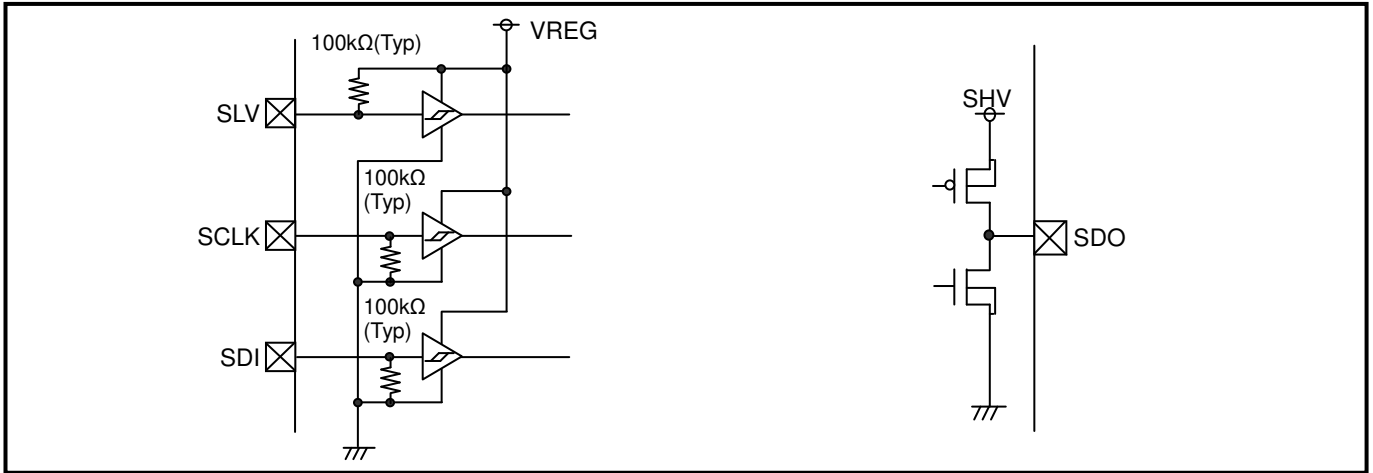 VREG
100kΩ(Typ)
SLV
100kΩ
(Typ)
SCLK
100kΩ
(Typ)
SDI
SHV
SDO